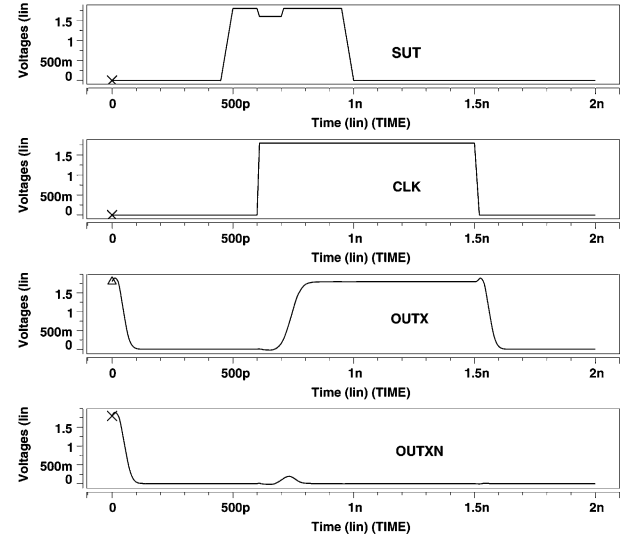 Voltages (lin
1.5
1
500m
0
SUT
0 500p 1n 1.5n 2n
Time (lin) (TIME)
Voltages (lin
1.5
1
500m
0
CLK
0 500p 1n 1.5n 2n
Time (lin) (TIME)
Voltages (lin
1.5
1
500m
0
OUTX
0 500p 1n 1.5n 2n
Time (lin) (TIME)
Voltages (lin
1.5
1
500m
0
OUTXN
0 500p 1n 1.5n 2n
Time (lin) (TIME)